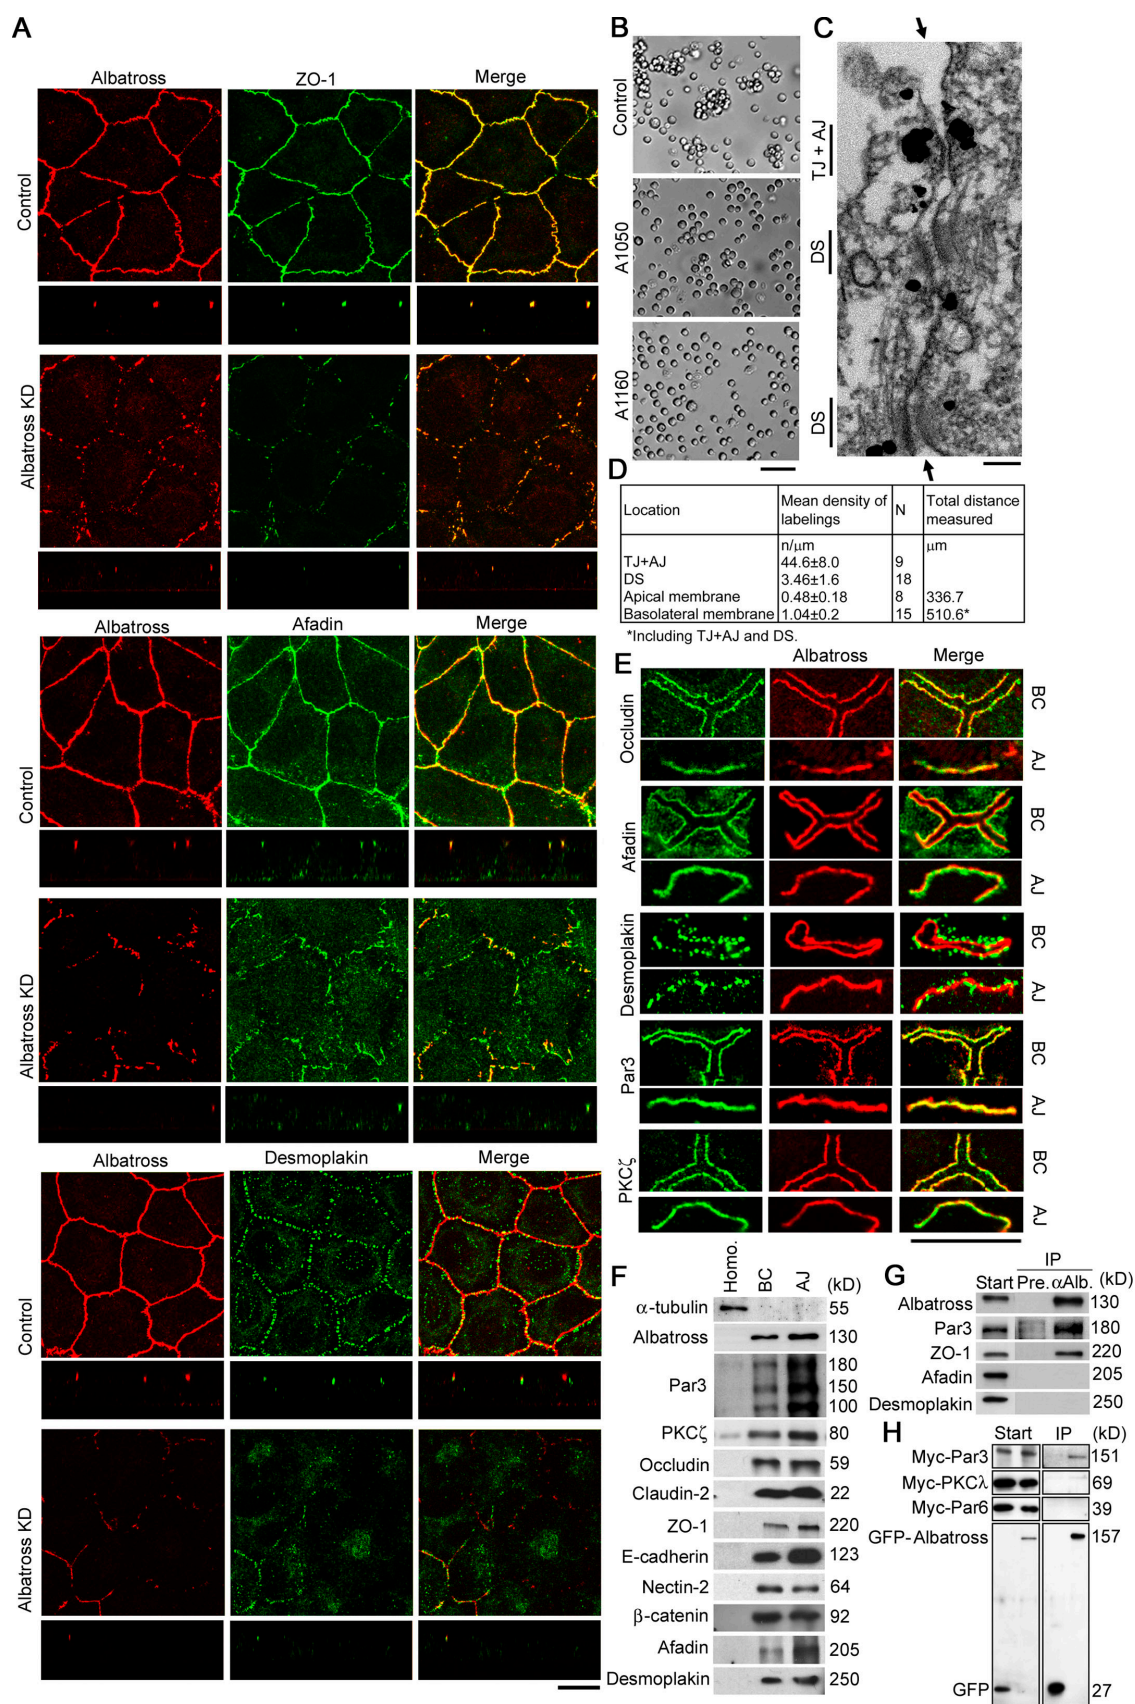 A
Albatross ZO-1 Merge
Control
Albatross KD
Albatross Afadin Merge
Control
Albatross KD
Albatross Desmoplakin Merge
Control
Albatross KD
B
Control
A1050
A1160
C
TJ + AJ
DS
DS
D
Location Mean density of labelings N Total distance measured
n/μm μm
TJ+AJ 44.6±8.0 9
DS 3.46±1.6 18
Apical membrane 0.48±0.18 8 336.7
Basolateral membrane 1.04±0.2 15 510.6*
*Including TJ+AJ and DS.
E
Albatross Merge
Occludin BC
AJ
Afadin BC
AJ
Desmoplakin BC
AJ
Par3 BC
AJ
PKCζ BC
AJ
F
Homo. BC AJ (kD)
α-tubulin 55
Albatross 130
Par3 180
150
100
PKCζ 80
Occludin 59
Claudin-2 22
ZO-1 220
E-cadherin 123
Nectin-2 64
β-catenin 92
Afadin 205
Desmoplakin 250
G
IP
Start Pre. αAlb. (kD)
Albatross 130
Par3 180
ZO-1 220
Afadin 205
Desmoplakin 250
H
Start IP (kD)
Myc-Par3 151
Myc-PKCλ 69
Myc-Par6 39
GFP-Albatross 157
GFP 27